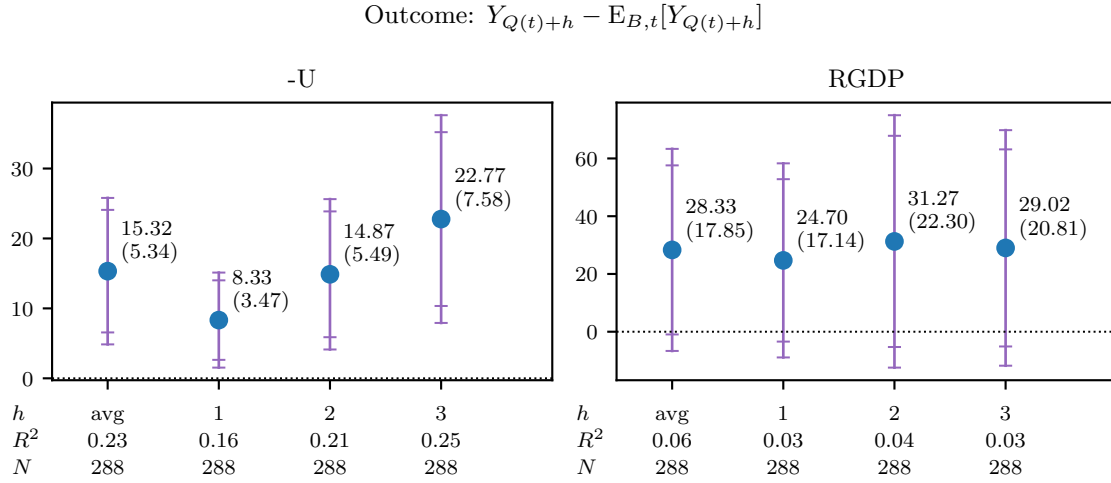 Outcome: Y_{Q(t)+h} − E_{B,t}[Y_{Q(t)+h}]
-U
RGDP
30
20
10
0
15.32
(5.34)
8.33
(3.47)
14.87
(5.49)
22.77
(7.58)
60
40
20
0
28.33
(17.85)
24.70
(17.14)
31.27
(22.30)
29.02
(20.81)
h avg 1 2 3
R² 0.23 0.16 0.21 0.25
N 288 288 288 288
h avg 1 2 3
R² 0.06 0.03 0.04 0.03
N 288 288 288 288